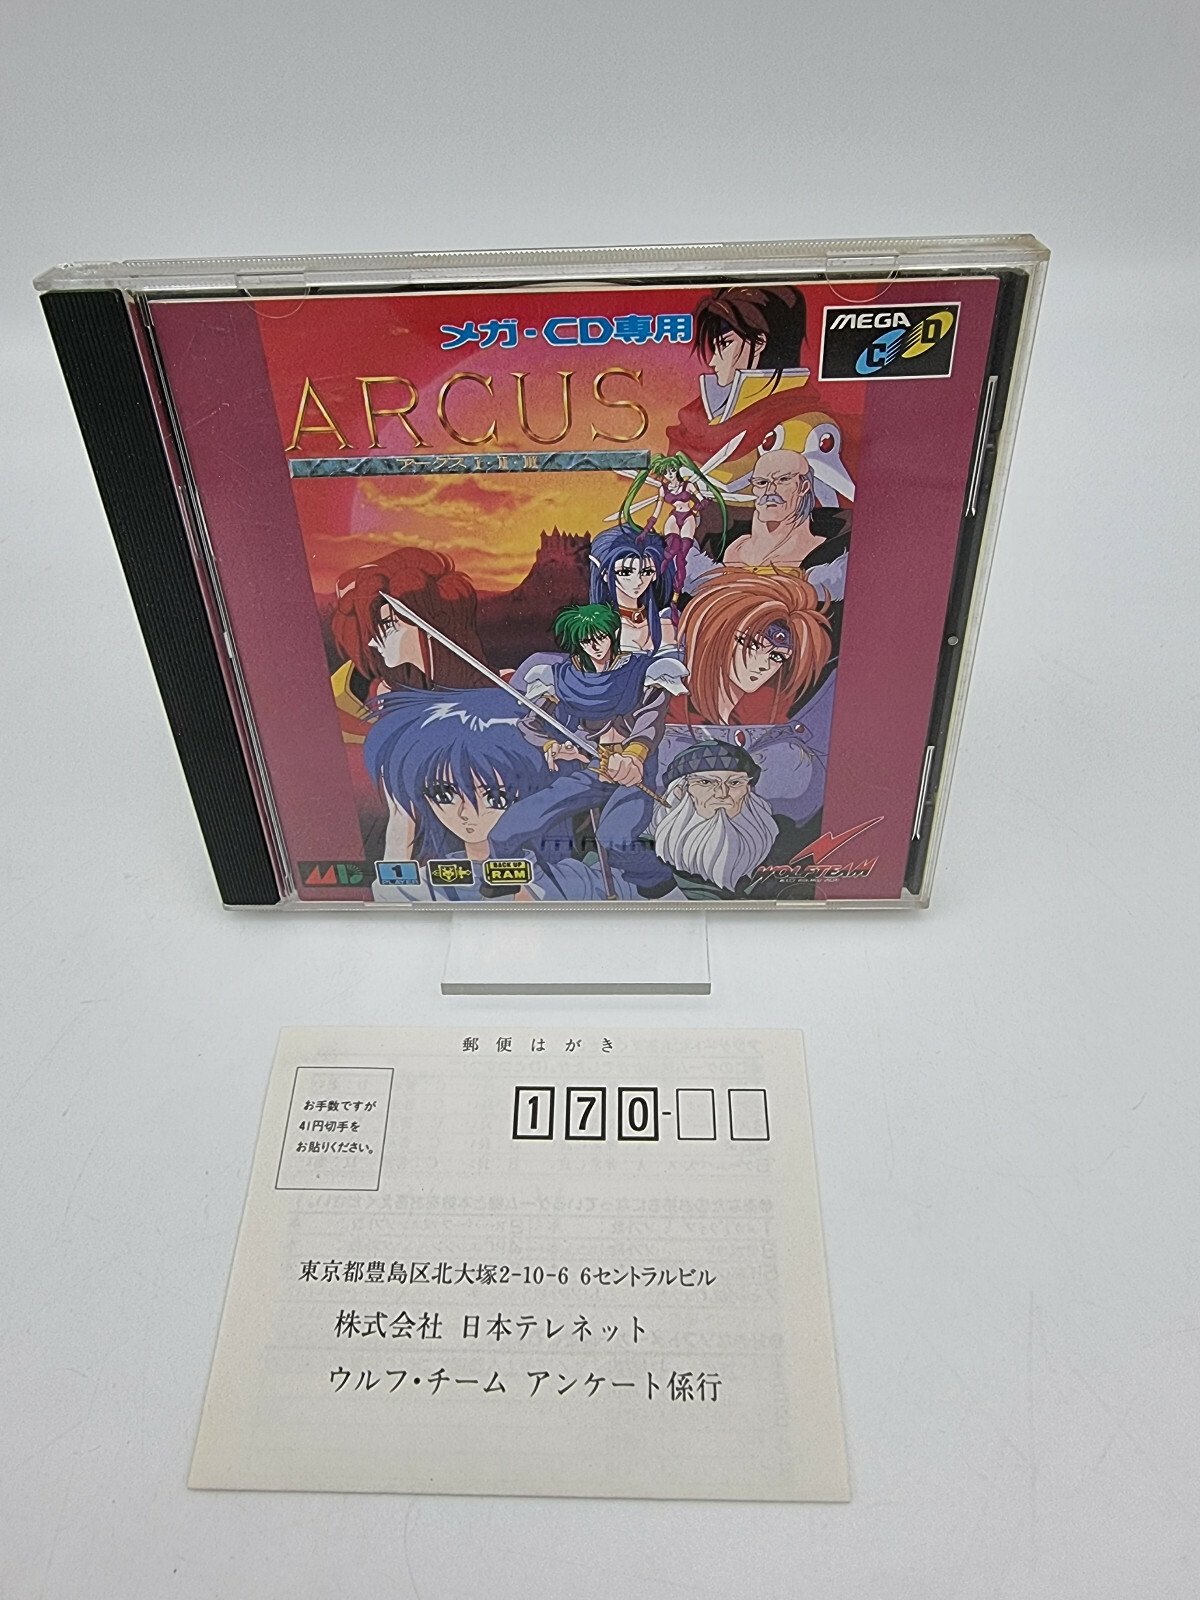 メガ-CD専用
MEGA
CD
ARCUS
アークスI・II・III
MD
1
PLAYER
BACK UP
RAM
WOLFTEAM
郵便はがき
お手数ですが
41円切手を
お貼りください。
170-
東京都豊島区北大塚2-10-6 6セントラルビル
株式会社 日本テレネット
ウルフ・チーム アンケート係行